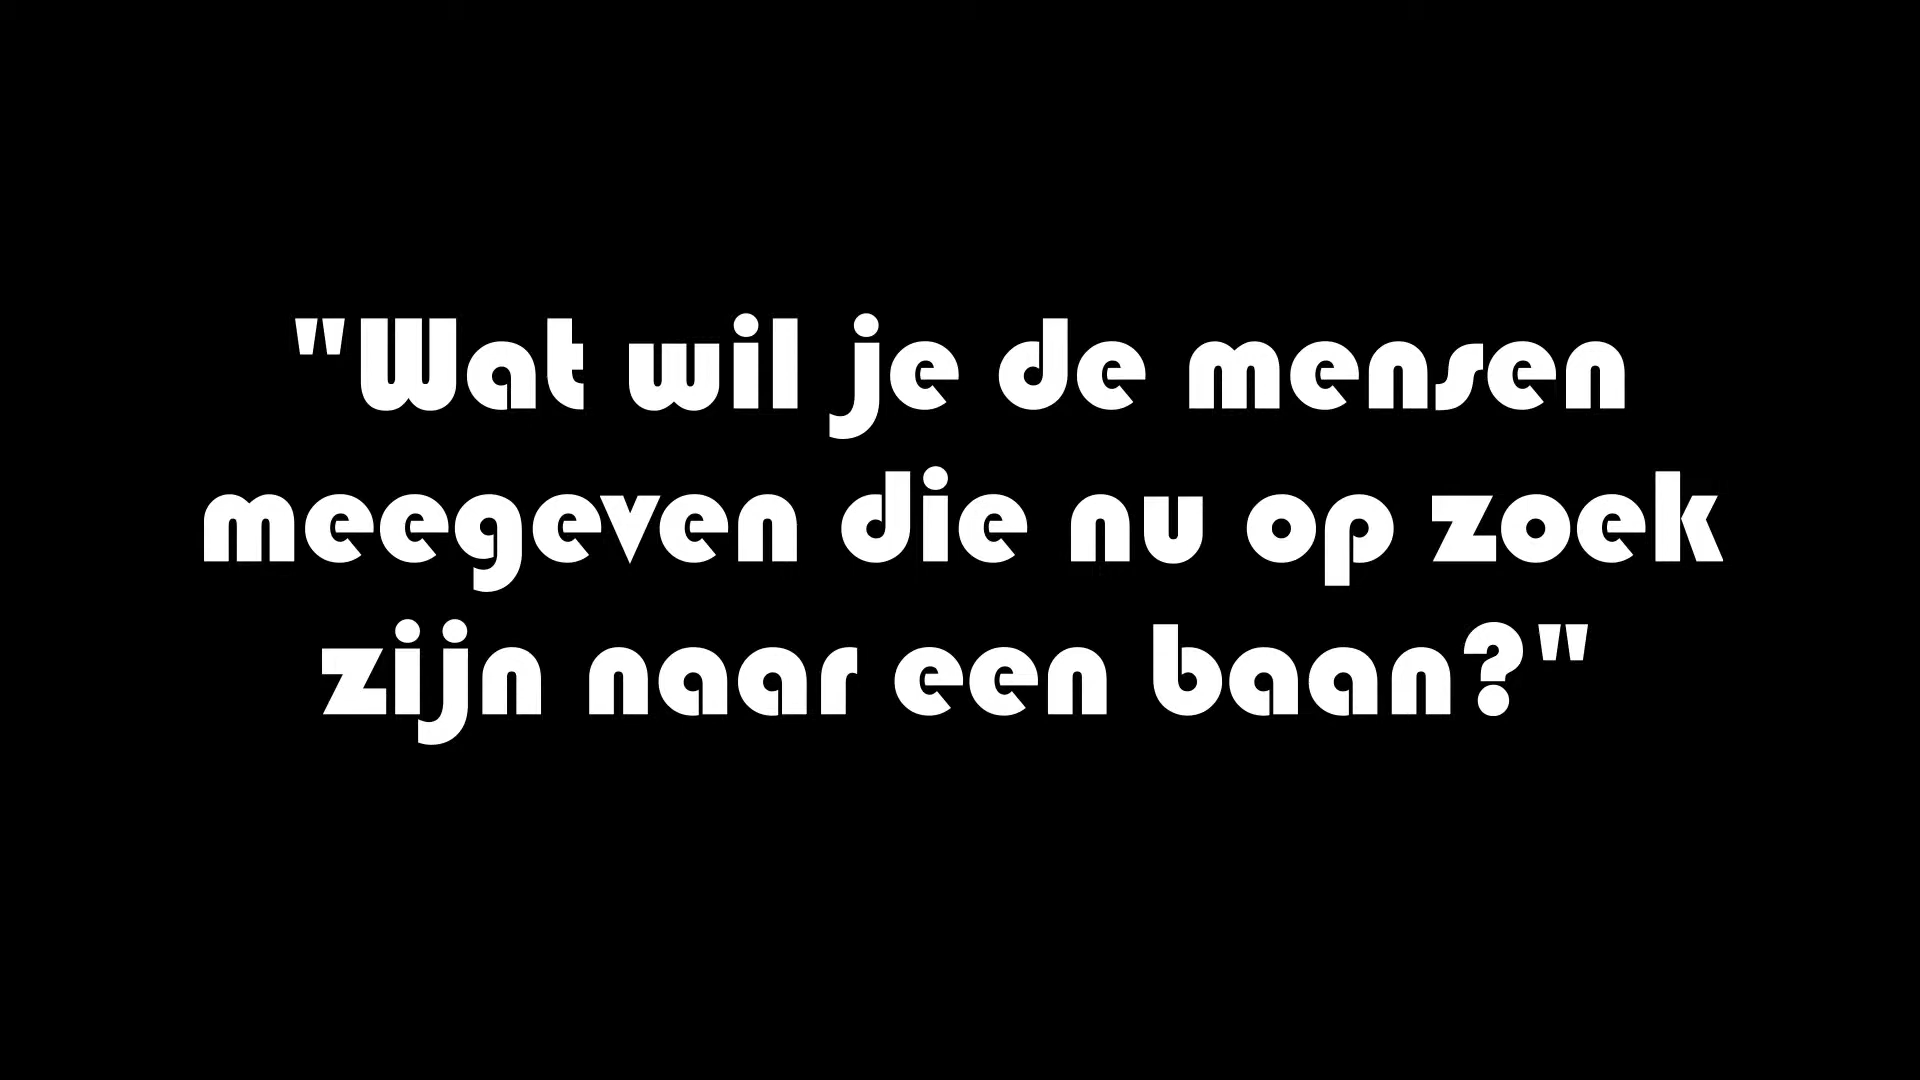 "Wat wil je de mensen
meegeven die nu op zoek
zijn naar een baan?"